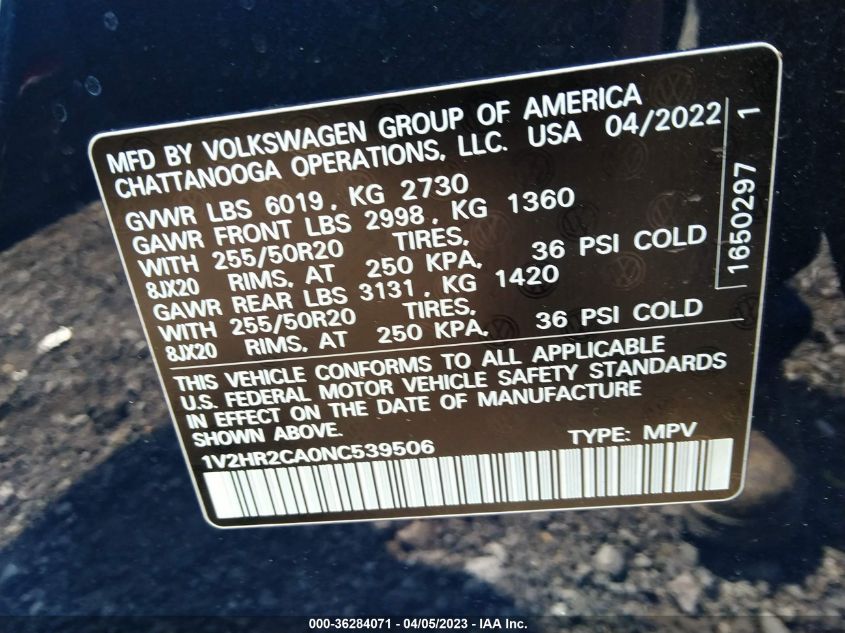 MFD BY VOLKSWAGEN GROUP OF AMERICA
CHATTANOOGA OPERATIONS, LLC. USA 04/2022
GVWR LBS 6019, KG 2730
GAWR FRONT LBS 2998, KG 1360
WITH 255/50R20 TIRES,
8JX20 RIMS, AT 250 KPA, 36 PSI COLD
GAWR REAR LBS 3131, KG 1420
WITH 255/50R20 TIRES,
8JX20 RIMS, AT 250 KPA, 36 PSI COLD
1650297 1
THIS VEHICLE CONFORMS TO ALL APPLICABLE
U.S. FEDERAL MOTOR VEHICLE SAFETY STANDARDS
IN EFFECT ON THE DATE OF MANUFACTURE
SHOWN ABOVE.
1V2HR2CA0NC539506 TYPE: MPV
000-36284071 - 04/05/2023 - IAA Inc.